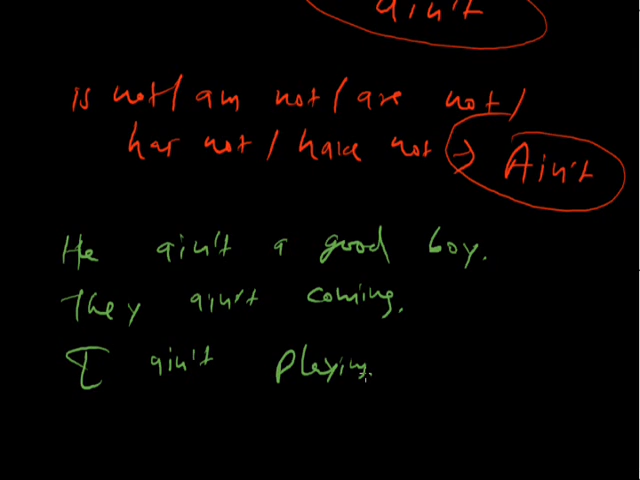 ain't
is not/ am not/ are not/
has not/ have not → Ain't
He ain't a good boy.
They ain't coming.
I ain't playing.